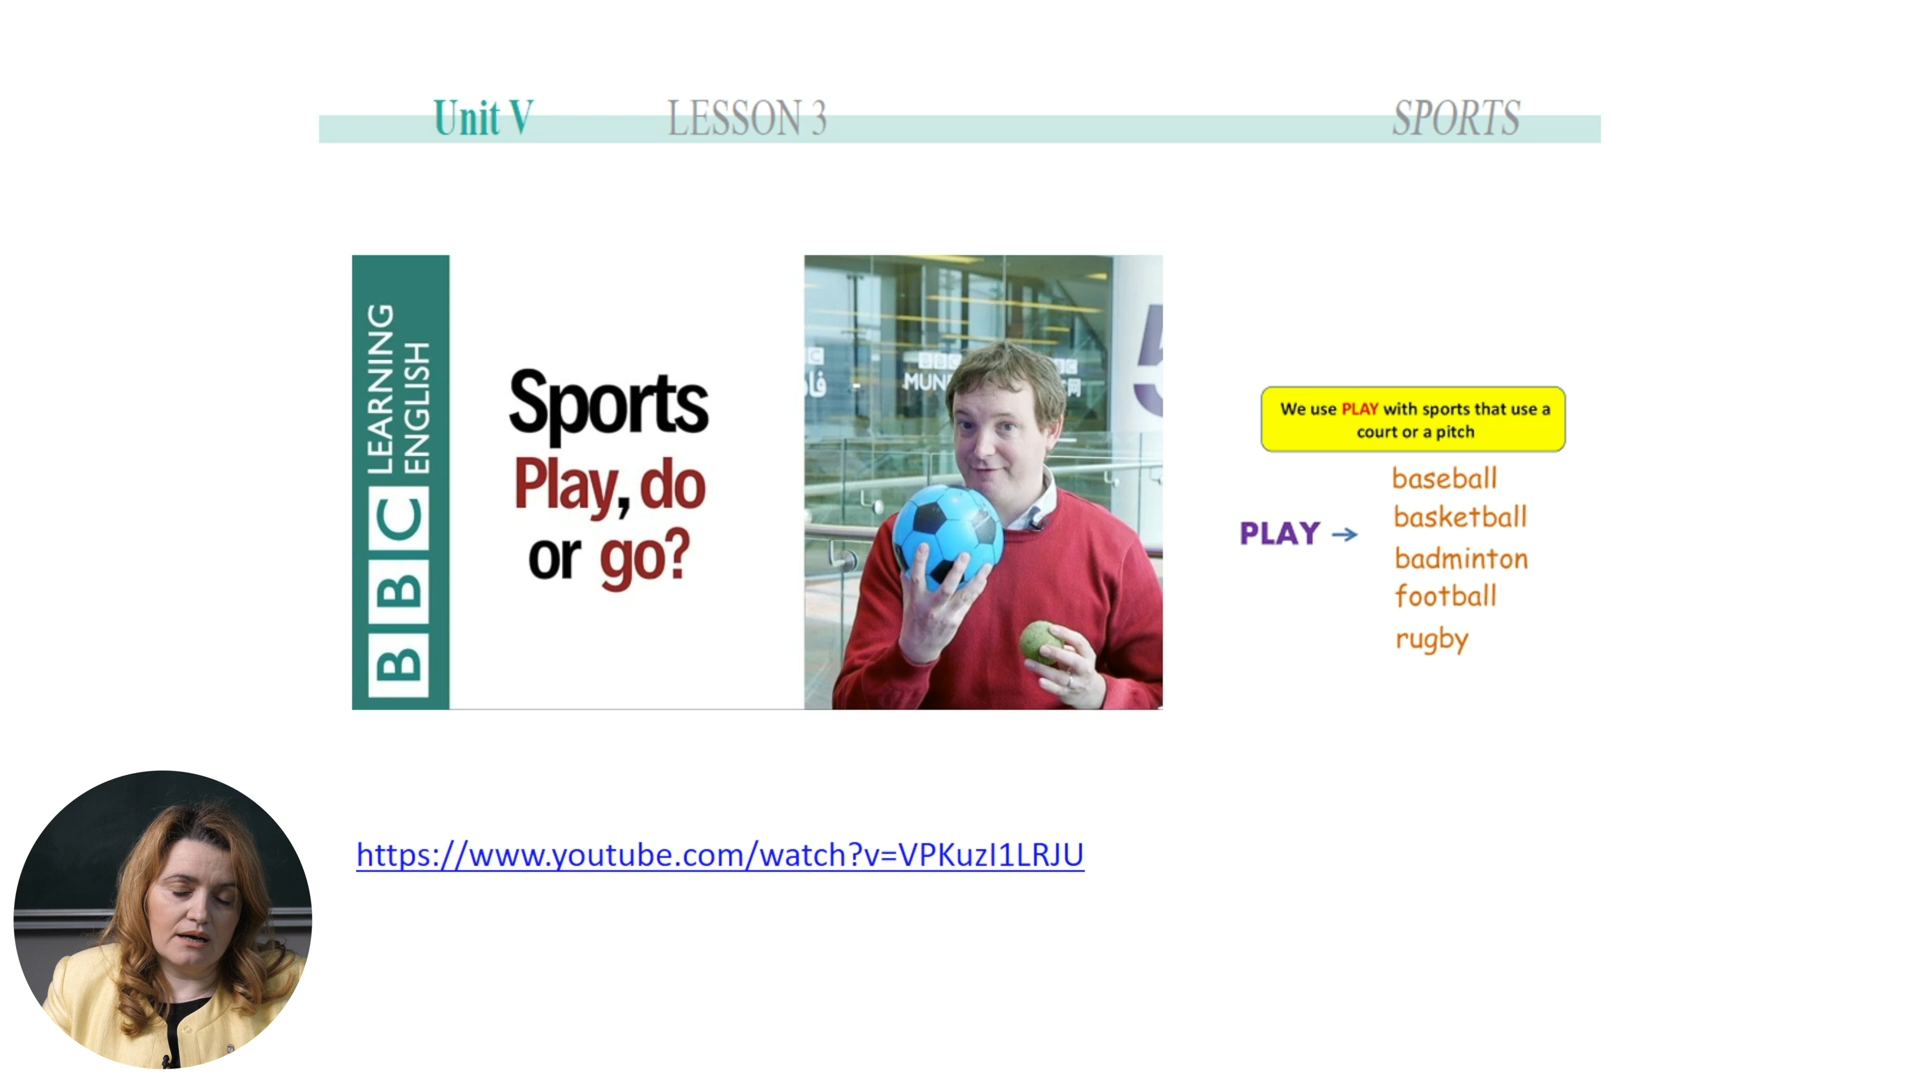 Unit V LESSON 3 SPORTS
BBC LEARNING ENGLISH
Sports
Play, do
or go?
We use PLAY with sports that use a
court or a pitch
PLAY →
baseball
basketball
badminton
football
rugby
https://www.youtube.com/watch?v=VPKuzI1LRJU